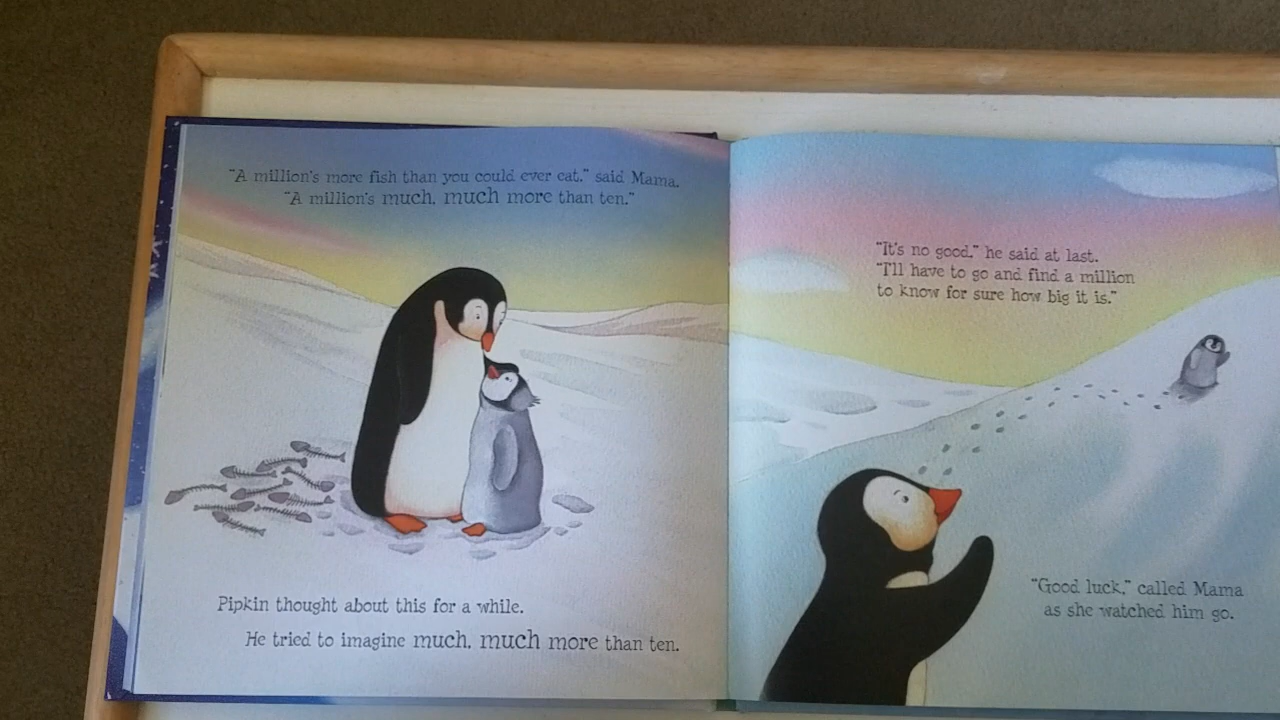 "A million's more fish than you could ever eat," said Mama.
"A million's much, much more than ten."
Pipkin thought about this for a while.
He tried to imagine much, much more than ten.
"It's no good," he said at last.
"I'll have to go and find a million
to know for sure how big it is."
"Good luck," called Mama
as she watched him go.